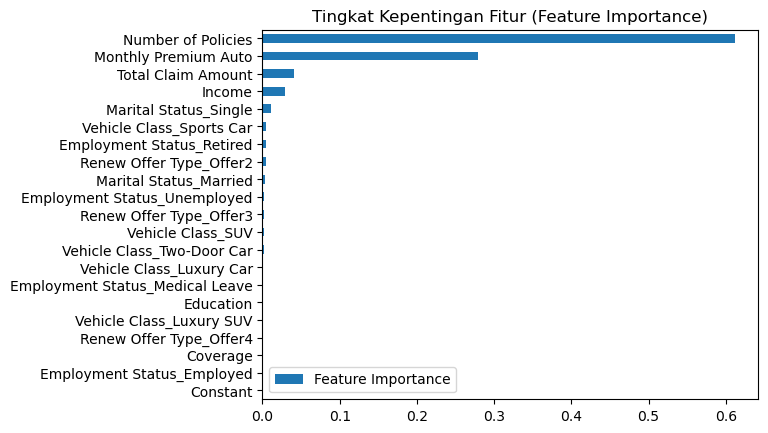 Tingkat Kepentingan Fitur (Feature Importance)
Number of Policies
Monthly Premium Auto
Total Claim Amount
Income
Marital Status_Single
Vehicle Class_Sports Car
Employment Status_Retired
Renew Offer Type_Offer2
Marital Status_Married
Employment Status_Unemployed
Renew Offer Type_Offer3
Vehicle Class_SUV
Vehicle Class_Two-Door Car
Vehicle Class_Luxury Car
Employment Status_Medical Leave
Education
Vehicle Class_Luxury SUV
Renew Offer Type_Offer4
Coverage
Employment Status_Employed
Constant
Feature Importance
0.0 0.1 0.2 0.3 0.4 0.5 0.6